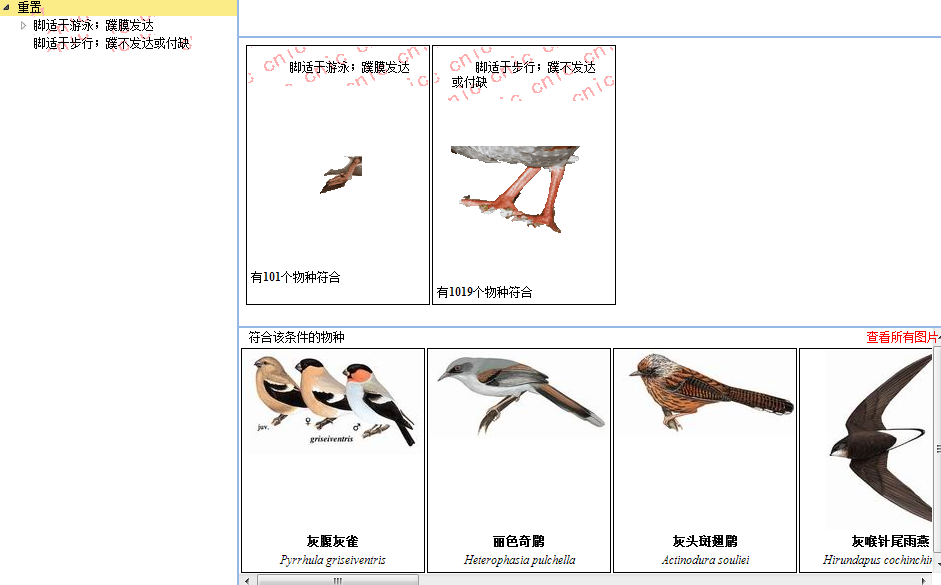 重置
脚适于游泳；蹼膜发达
脚适于步行；蹼不发达或付缺
脚适于游泳；蹼膜发达
脚适于步行；蹼不发达
或付缺
cnic
有101个物种符合
有1019个物种符合
符合该条件的物种
查看所有图片
juv.
♀
♂
griseiventris
灰腹灰雀
Pyrrhula griseiventris
丽色奇鹛
Heterophasia pulchella
灰头斑翅鹛
Actinodura souliei
灰喉针尾雨燕
Hirundapus cochinchin